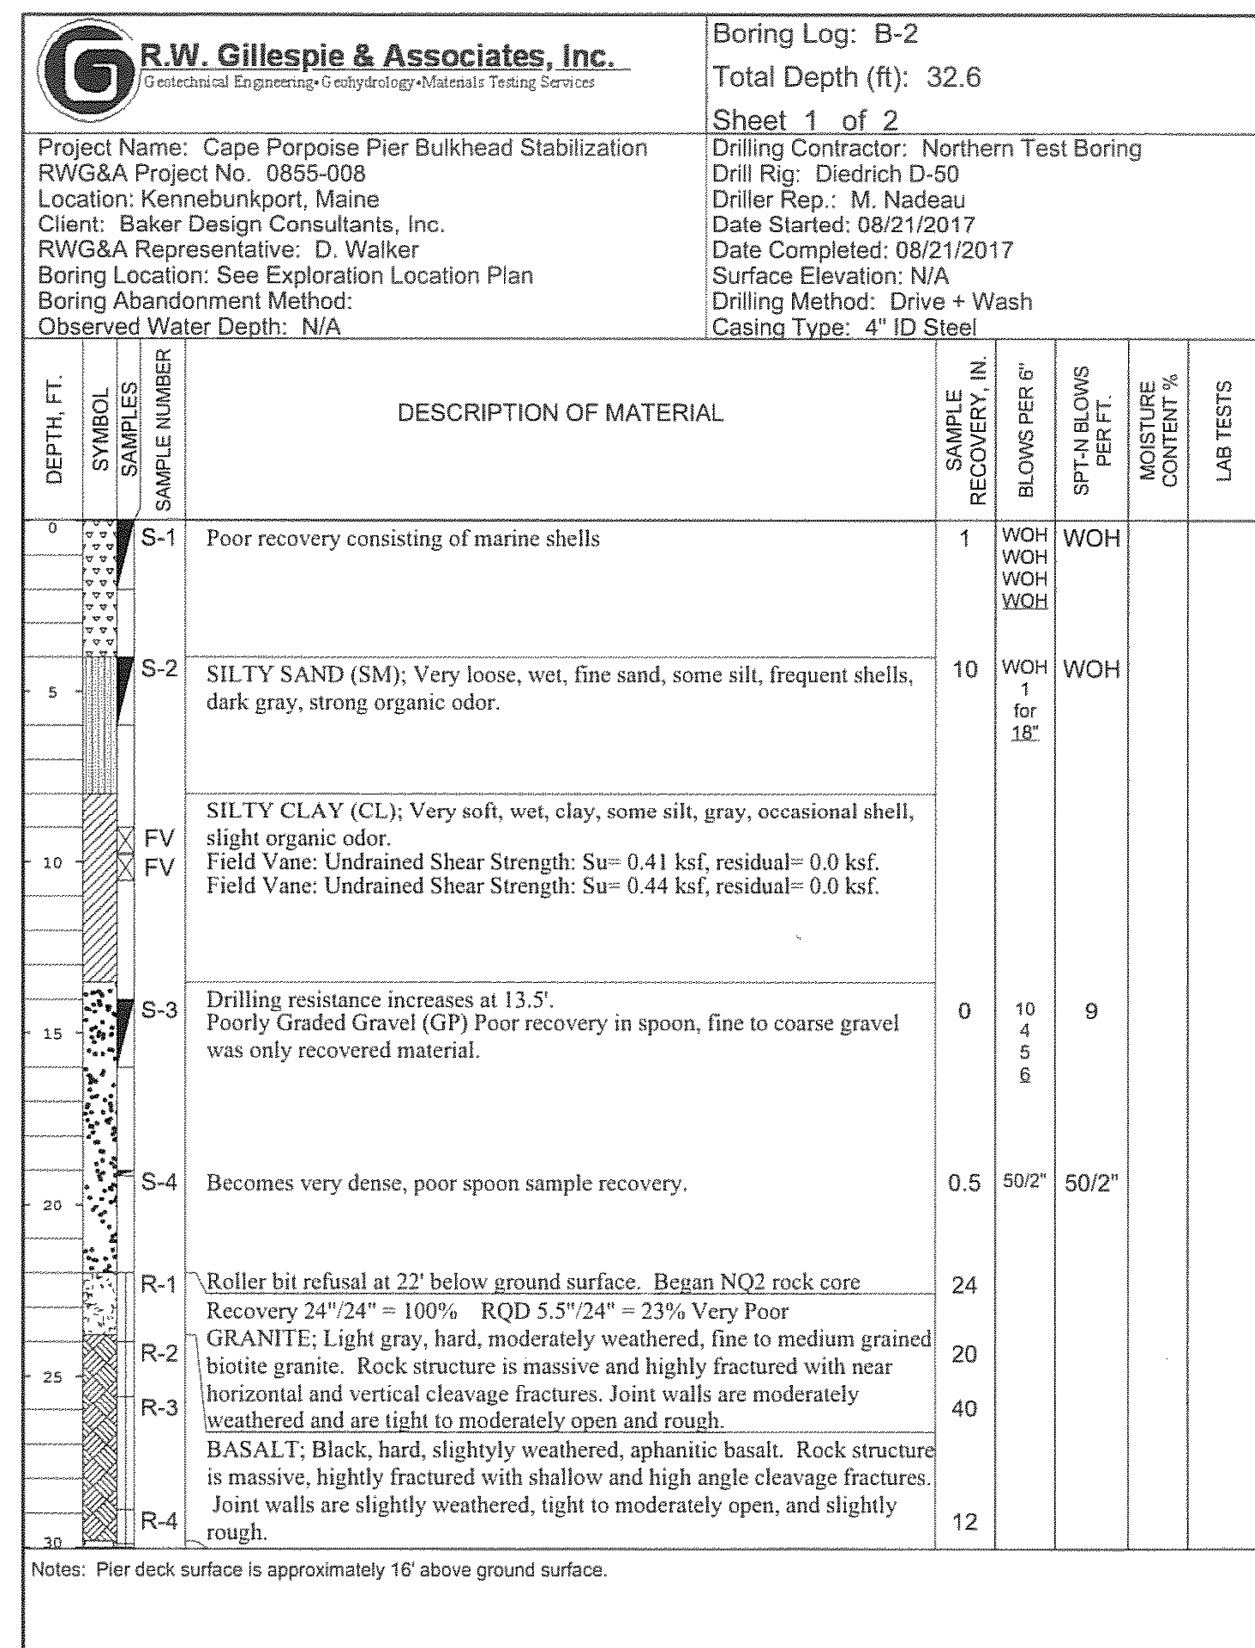 R.W. Gillespie & Associates, Inc.
Geotechnical Engineering•Geohydrology•Materials Testing Services
Boring Log: B-2
Total Depth (ft): 32.6
Sheet 1 of 2
Project Name: Cape Porpoise Pier Bulkhead Stabilization
RWG&A Project No. 0855-008
Location: Kennebunkport, Maine
Client: Baker Design Consultants, Inc.
RWG&A Representative: D. Walker
Boring Location: See Exploration Location Plan
Boring Abandonment Method:
Observed Water Depth: N/A
Drilling Contractor: Northern Test Boring
Drill Rig: Diedrich D-50
Driller Rep.: M. Nadeau
Date Started: 08/21/2017
Date Completed: 08/21/2017
Surface Elevation: N/A
Drilling Method: Drive + Wash
Casing Type: 4" ID Steel
DEPTH, FT.
SYMBOL
SAMPLES
SAMPLE NUMBER
DESCRIPTION OF MATERIAL
SAMPLE
RECOVERY, IN.
BLOWS PER 6"
SPT-N BLOWS
PER FT.
MOISTURE
CONTENT %
LAB TESTS
0
S-1
Poor recovery consisting of marine shells
1
WOH
WOH
WOH
WOH
WOH
S-2
SILTY SAND (SM); Very loose, wet, fine sand, some silt, frequent shells,
dark gray, strong organic odor.
10
WOH
1
for
18"
WOH
5
SILTY CLAY (CL); Very soft, wet, clay, some silt, gray, occasional shell,
slight organic odor.
FV
Field Vane: Undrained Shear Strength: Su= 0.41 ksf, residual= 0.0 ksf.
10
FV
Field Vane: Undrained Shear Strength: Su= 0.44 ksf, residual= 0.0 ksf.
Drilling resistance increases at 13.5'.
S-3
Poorly Graded Gravel (GP) Poor recovery in spoon, fine to coarse gravel
was only recovered material.
0
10
4
5
6
9
15
S-4
Becomes very dense, poor spoon sample recovery.
0.5
50/2"
50/2"
20
R-1
Roller bit refusal at 22' below ground surface. Began NQ2 rock core
24
Recovery 24"/24" = 100% RQD 5.5"/24" = 23% Very Poor
GRANITE; Light gray, hard, moderately weathered, fine to medium grained
biotite granite. Rock structure is massive and highly fractured with near
horizontal and vertical cleavage fractures. Joint walls are moderately
weathered and are tight to moderately open and rough.
R-2
20
25
R-3
40
BASALT; Black, hard, slightyly weathered, aphanitic basalt. Rock structure
is massive, hightly fractured with shallow and high angle cleavage fractures.
Joint walls are slightly weathered, tight to moderately open, and slightly
rough.
R-4
12
30
Notes: Pier deck surface is approximately 16' above ground surface.